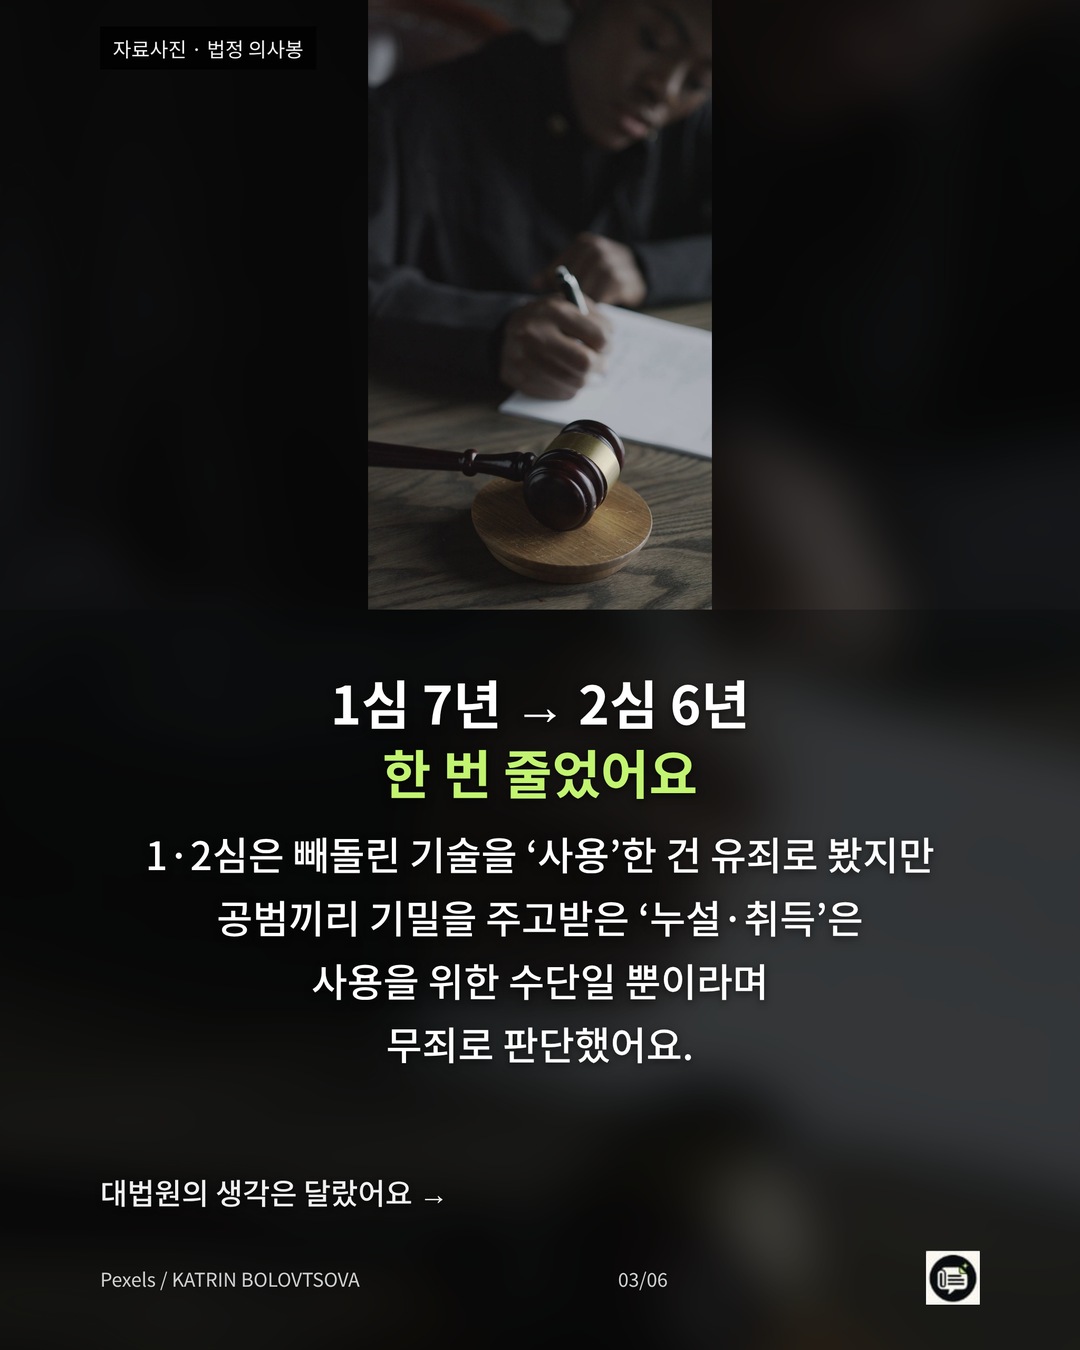 자료사진 · 법정 의사봉
1심 7년 → 2심 6년
한 번 줄었어요
1·2심은 빼돌린 기술을 ‘사용’한 건 유죄로 봤지만
공범끼리 기밀을 주고받은 ‘누설·취득’은
사용을 위한 수단일 뿐이라며
무죄로 판단했어요.
대법원의 생각은 달랐어요 →
Pexels / KATRIN BOLOVTSOVA
03/06